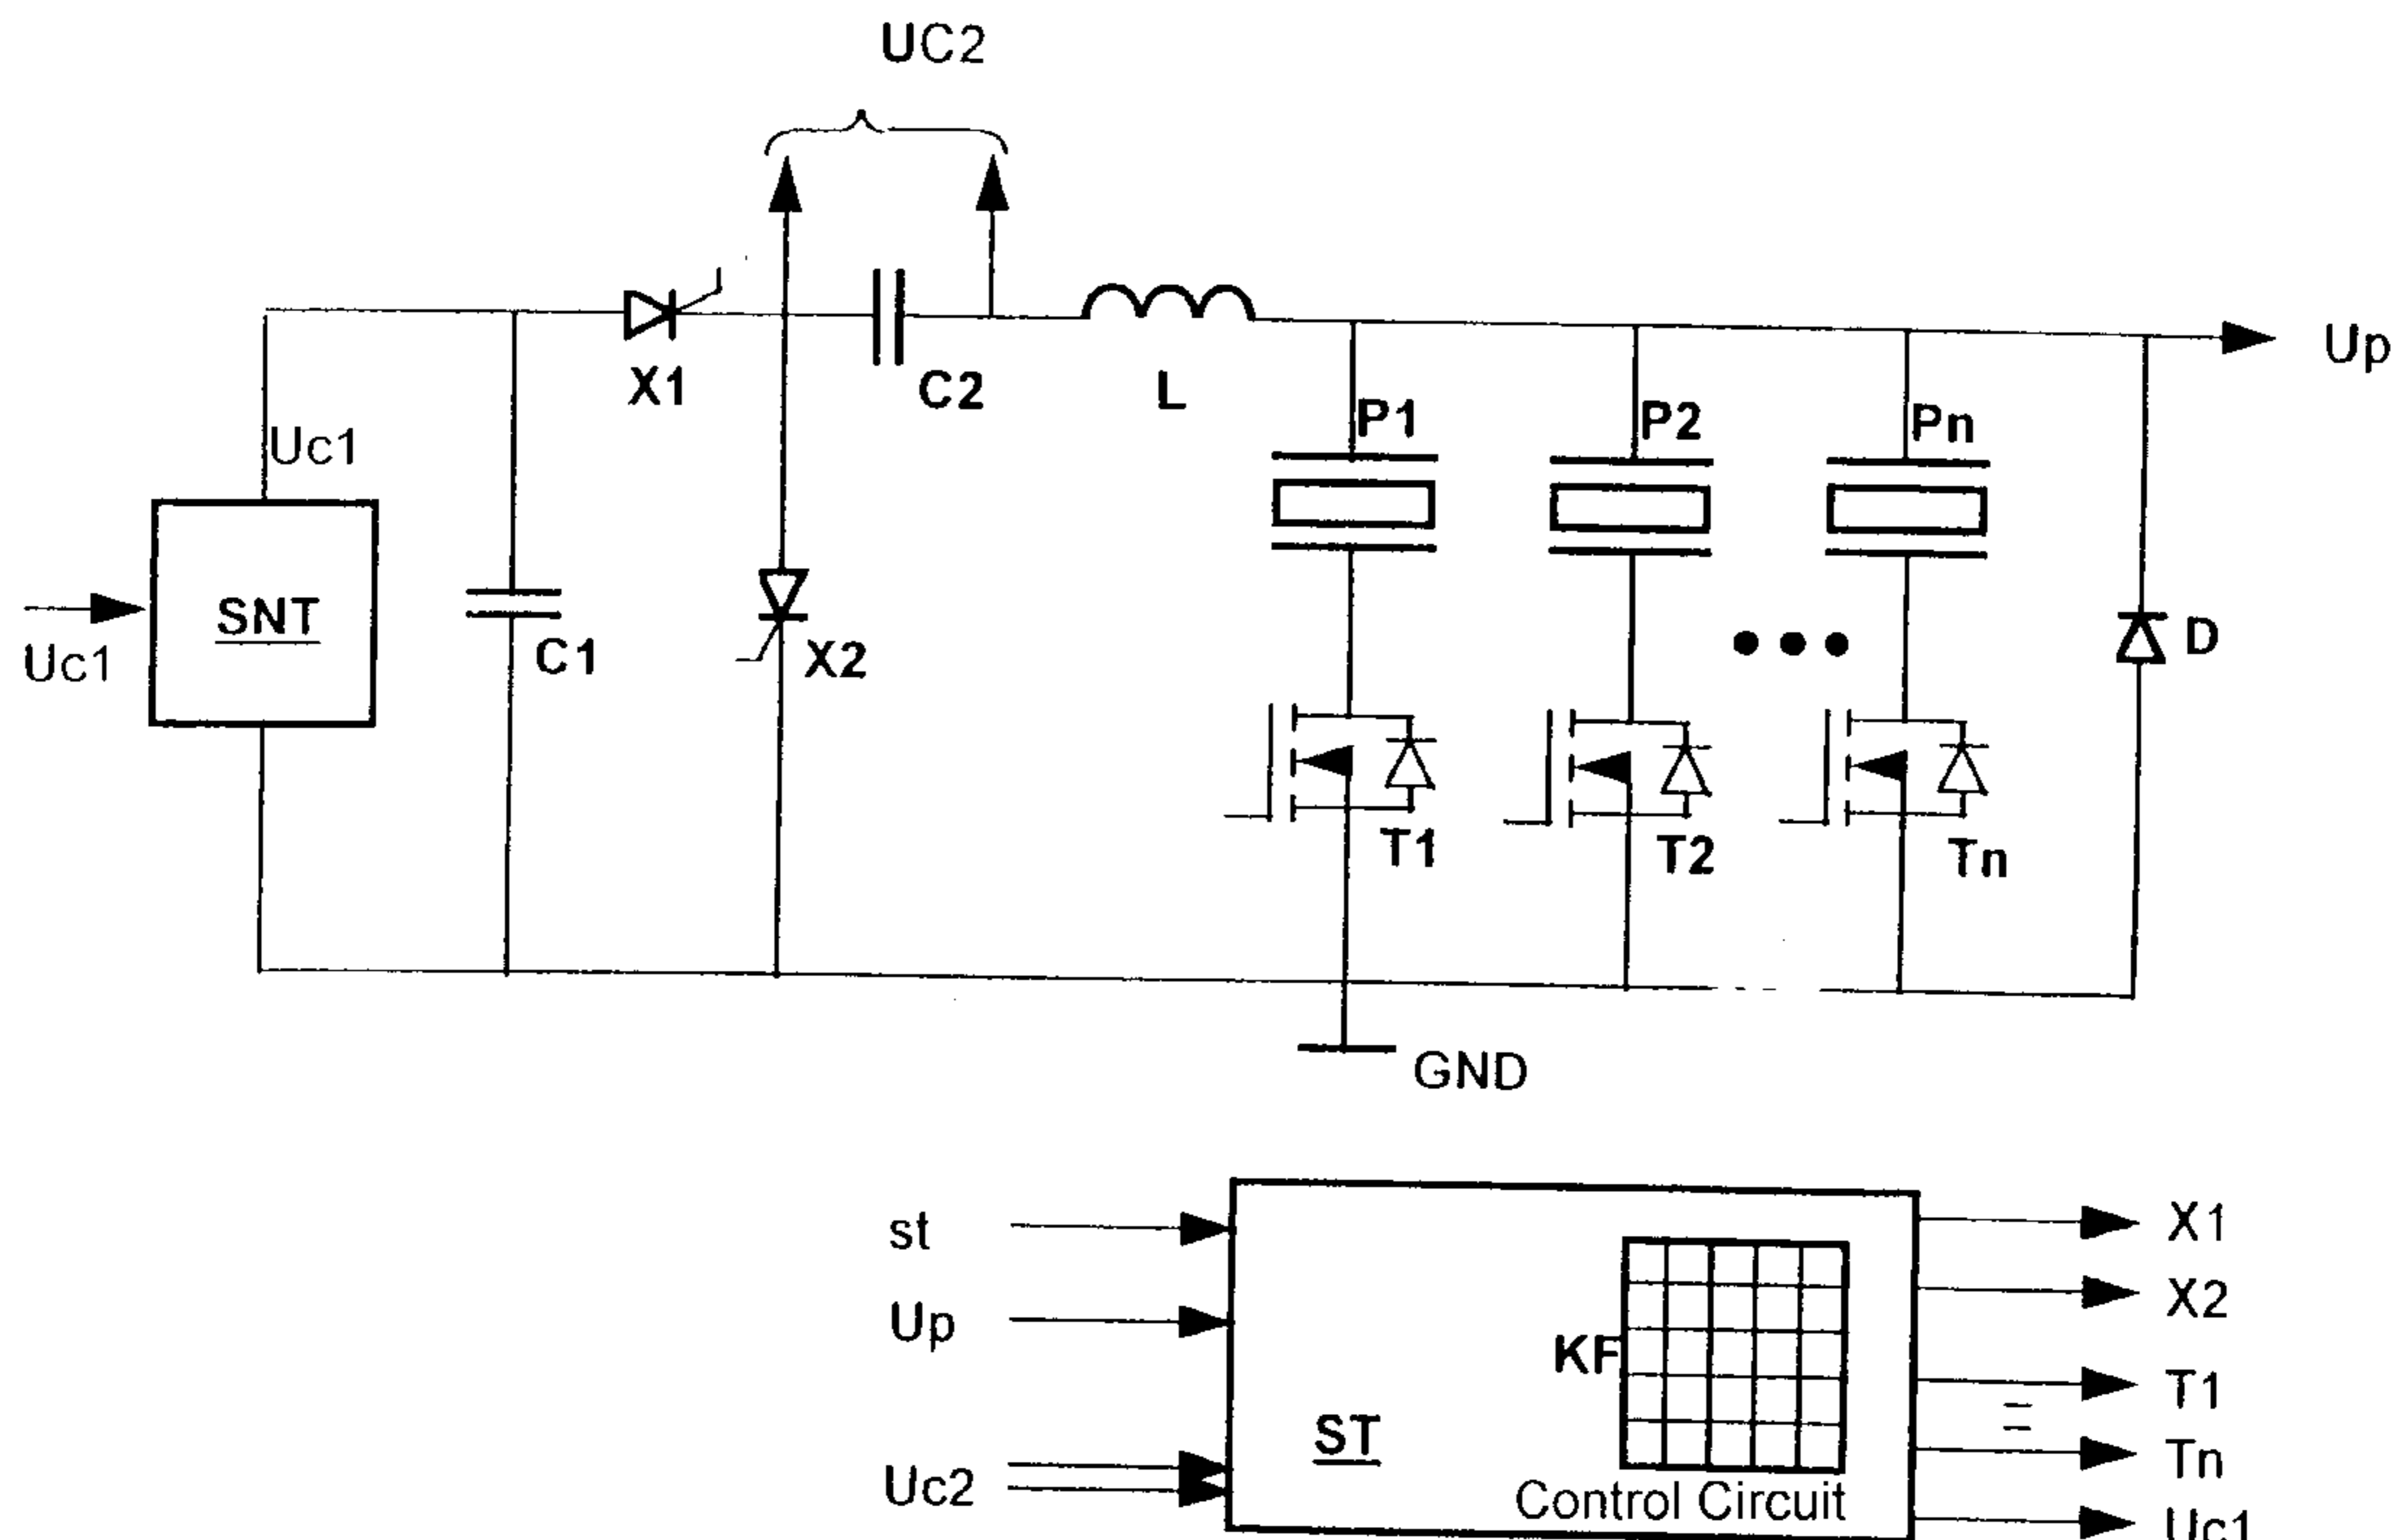 UC2
Up
X1
C2
L
P1
P2
Pn
Uc1
SNT
Uc1
C1
X2
D
T1
T2
Tn
GND
st
X1
X2
Up
KF
T1
ST
Tn
Uc2
Control Circuit
Uc1